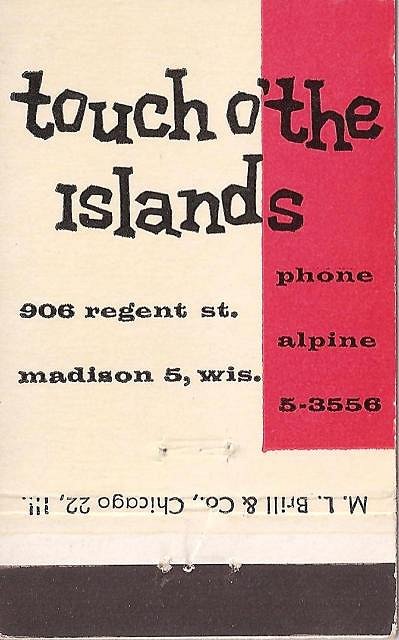 touch o'the
islands
phone
906 regent st.
alpine
madison 5, wis.
5-3556
M. L. Brill & Co., Chicago 22, Ill.